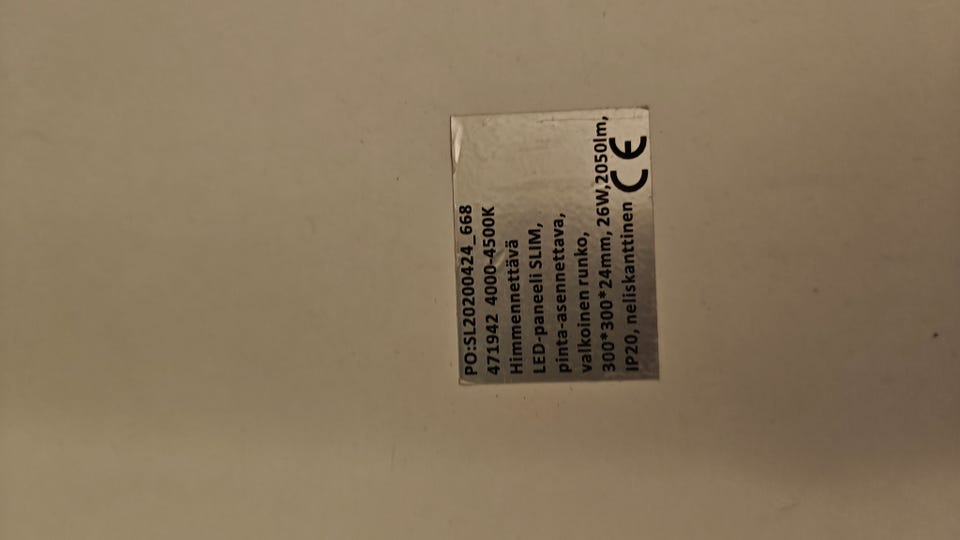 PO:SL20200424_668
471942 4000-4500K
Himmennettävä
LED-paneeli SLIM,
pinta-asennettava,
valkoinen runko,
300*300*24mm, 26W,2050lm,
IP20, neliskanttinen CE